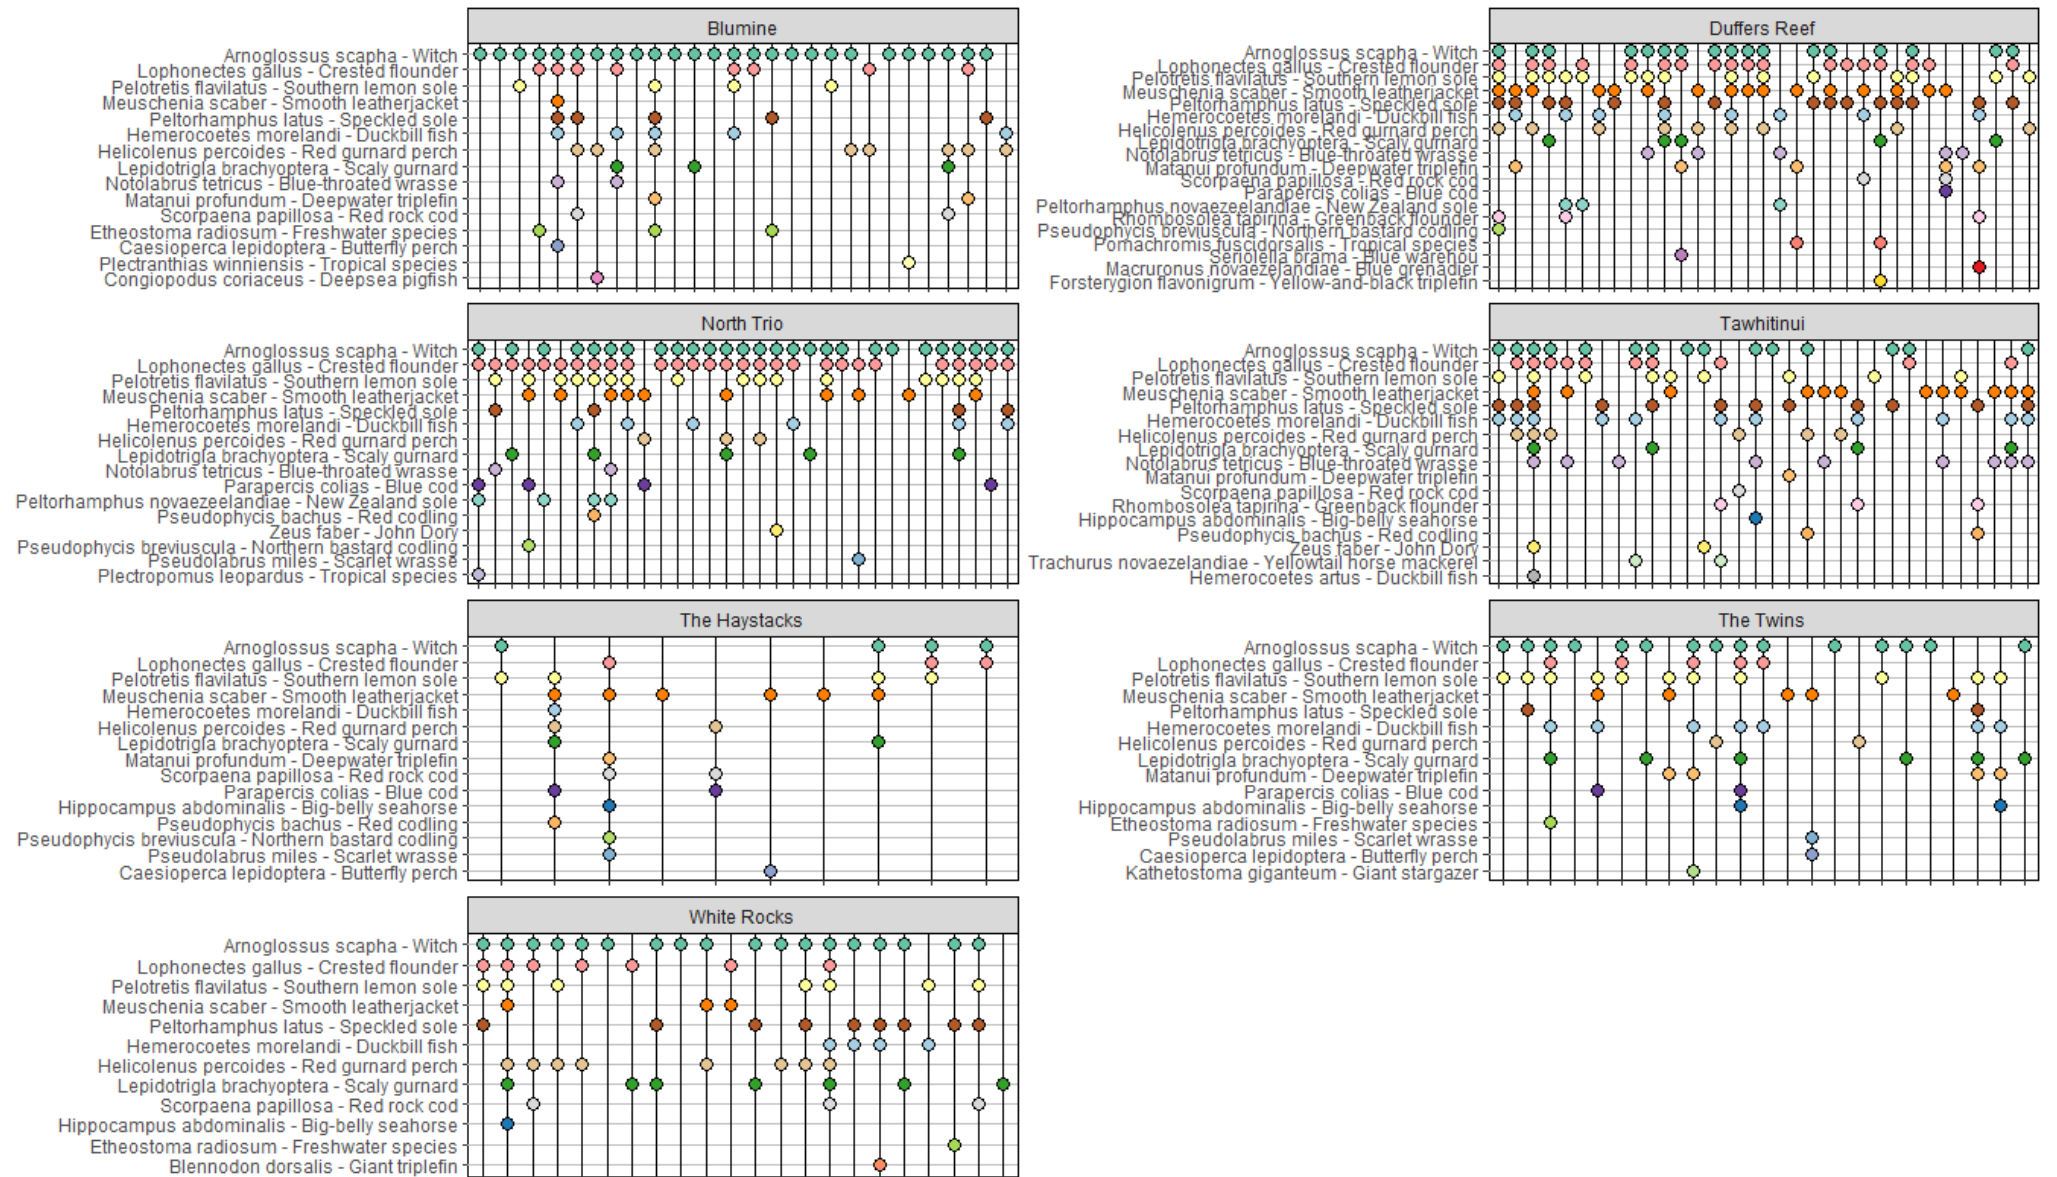 Blumine
Arnoglossus scapha - Witch
Lophonectes gallus - Crested flounder
Pelotretis flavilatus - Southern lemon sole
Meuschenia scaber - Smooth leatherjacket
Peltorhamphus latus - Speckled sole
Hemerocoetes morelandi - Duckbill fish
Helicolenus percoides - Red gurnard perch
Lepidotrigla brachyoptera - Scaly gurnard
Notolabrus tetricus - Blue-throated wrasse
Matanui profundum - Deepwater triplefin
Scorpaena papillosa - Red rock cod
Etheostoma radiosum - Freshwater species
Caesioperca lepidoptera - Butterfly perch
Plectranthias winniensis - Tropical species
Congiopodus coriaceus - Deepsea pigfish
Duffers Reef
Arnoglossus scapha - Witch
Lophonectes gallus - Crested flounder
Pelotretis flavilatus - Southern lemon sole
Meuschenia scaber - Smooth leatherjacket
Peltorhamphus latus - Speckled sole
Hemerocoetes morelandi - Duckbill fish
Helicolenus percoides - Red gurnard perch
Lepidotrigla brachyoptera - Scaly gurnard
Notolabrus tetricus - Blue-throated wrasse
Matanui profundum - Deepwater triplefin
Scorpaena papillosa - Red rock cod
Parapercis colias - Blue cod
Peltorhamphus novaezeelandiae - New Zealand sole
Rhombosolea tapirina - Greenback flounder
Pseudophycis breviuscula - Northern bastard codling
Pomachromis fuscidorsalis - Tropical species
Seriolella brama - Blue warehou
Macruronus novaezelandiae - Blue grenadier
Forsterygion flavonigrum - Yellow-and-black triplefin
North Trio
Arnoglossus scapha - Witch
Lophonectes gallus - Crested flounder
Pelotretis flavilatus - Southern lemon sole
Meuschenia scaber - Smooth leatherjacket
Peltorhamphus latus - Speckled sole
Hemerocoetes morelandi - Duckbill fish
Helicolenus percoides - Red gurnard perch
Lepidotrigla brachyoptera - Scaly gurnard
Notolabrus tetricus - Blue-throated wrasse
Parapercis colias - Blue cod
Peltorhamphus novaezeelandiae - New Zealand sole
Pseudophycis bachus - Red codling
Zeus faber - John Dory
Pseudophycis breviuscula - Northern bastard codling
Pseudolabrus miles - Scarlet wrasse
Plectropomus leopardus - Tropical species
Tawhitinui
Arnoglossus scapha - Witch
Lophonectes gallus - Crested flounder
Pelotretis flavilatus - Southern lemon sole
Meuschenia scaber - Smooth leatherjacket
Peltorhamphus latus - Speckled sole
Hemerocoetes morelandi - Duckbill fish
Helicolenus percoides - Red gurnard perch
Lepidotrigla brachyoptera - Scaly gurnard
Notolabrus tetricus - Blue-throated wrasse
Matanui profundum - Deepwater triplefin
Scorpaena papillosa - Red rock cod
Rhombosolea tapirina - Greenback flounder
Hippocampus abdominalis - Big-belly seahorse
Pseudophycis bachus - Red codling
Zeus faber - John Dory
Trachurus novaezelandiae - Yellowtail horse mackerel
Hemerocoetes artus - Duckbill fish
The Haystacks
Arnoglossus scapha - Witch
Lophonectes gallus - Crested flounder
Pelotretis flavilatus - Southern lemon sole
Meuschenia scaber - Smooth leatherjacket
Hemerocoetes morelandi - Duckbill fish
Helicolenus percoides - Red gurnard perch
Lepidotrigla brachyoptera - Scaly gurnard
Matanui profundum - Deepwater triplefin
Scorpaena papillosa - Red rock cod
Parapercis colias - Blue cod
Hippocampus abdominalis - Big-belly seahorse
Pseudophycis bachus - Red codling
Pseudophycis breviuscula - Northern bastard codling
Pseudolabrus miles - Scarlet wrasse
Caesioperca lepidoptera - Butterfly perch
The Twins
Arnoglossus scapha - Witch
Lophonectes gallus - Crested flounder
Pelotretis flavilatus - Southern lemon sole
Meuschenia scaber - Smooth leatherjacket
Peltorhamphus latus - Speckled sole
Hemerocoetes morelandi - Duckbill fish
Helicolenus percoides - Red gurnard perch
Lepidotrigla brachyoptera - Scaly gurnard
Matanui profundum - Deepwater triplefin
Parapercis colias - Blue cod
Hippocampus abdominalis - Big-belly seahorse
Etheostoma radiosum - Freshwater species
Pseudolabrus miles - Scarlet wrasse
Caesioperca lepidoptera - Butterfly perch
Kathetostoma giganteum - Giant stargazer
White Rocks
Arnoglossus scapha - Witch
Lophonectes gallus - Crested flounder
Pelotretis flavilatus - Southern lemon sole
Meuschenia scaber - Smooth leatherjacket
Peltorhamphus latus - Speckled sole
Hemerocoetes morelandi - Duckbill fish
Helicolenus percoides - Red gurnard perch
Lepidotrigla brachyoptera - Scaly gurnard
Scorpaena papillosa - Red rock cod
Hippocampus abdominalis - Big-belly seahorse
Etheostoma radiosum - Freshwater species
Blennodon dorsalis - Giant triplefin